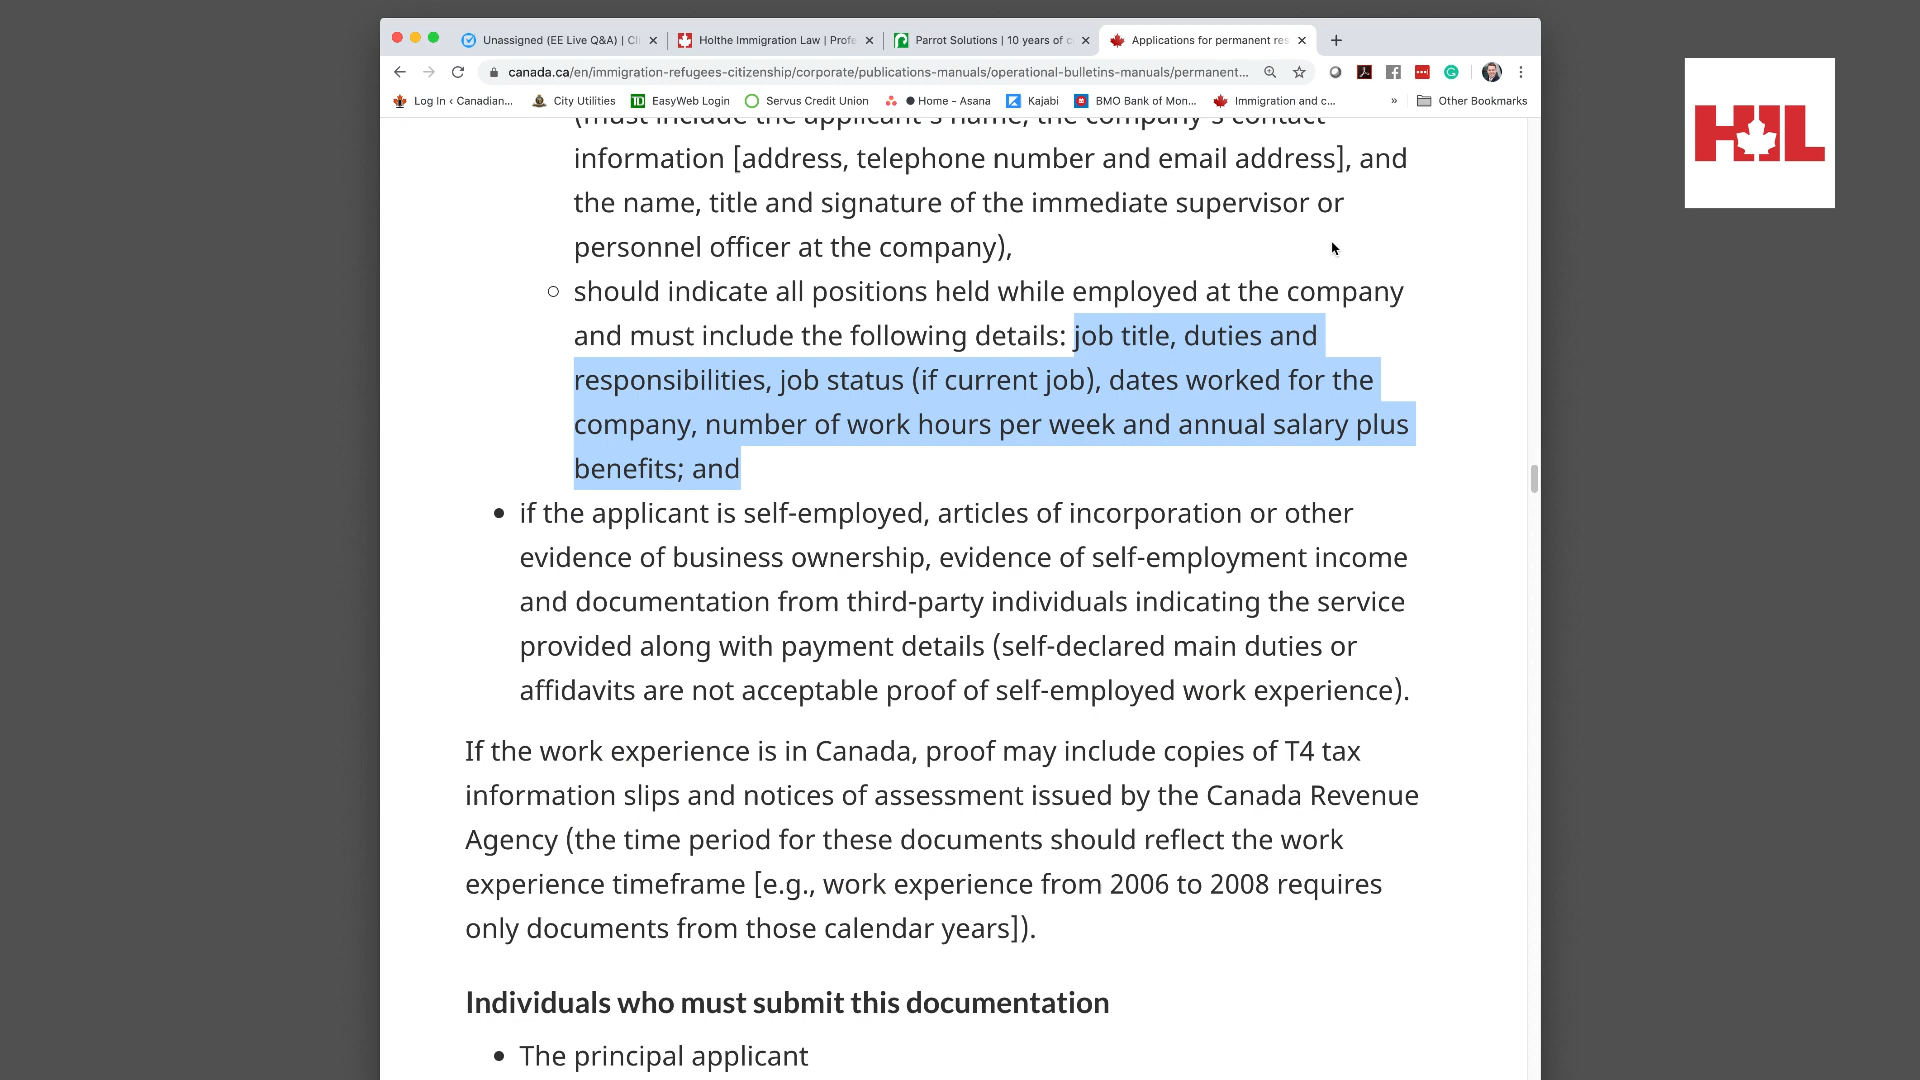 Unassigned (EE Live Q&A) | Cli
Holthe Immigration Law | Profe
Parrot Solutions | 10 years of c
Applications for permanent res
canada.ca/en/immigration-refugees-citizenship/corporate/publications-manuals/operational-bulletins-manuals/permanent...
Log In ‹ Canadian...
City Utilities
EasyWeb Login
Servus Credit Union
Home - Asana
Kajabi
BMO Bank of Mon...
Immigration and c...
»
Other Bookmarks
(must include the applicant's name, the company's contact
information [address, telephone number and email address], and
the name, title and signature of the immediate supervisor or
personnel officer at the company),
should indicate all positions held while employed at the company
and must include the following details: job title, duties and
responsibilities, job status (if current job), dates worked for the
company, number of work hours per week and annual salary plus
benefits; and
if the applicant is self-employed, articles of incorporation or other
evidence of business ownership, evidence of self-employment income
and documentation from third-party individuals indicating the service
provided along with payment details (self-declared main duties or
affidavits are not acceptable proof of self-employed work experience).
If the work experience is in Canada, proof may include copies of T4 tax
information slips and notices of assessment issued by the Canada Revenue
Agency (the time period for these documents should reflect the work
experience timeframe [e.g., work experience from 2006 to 2008 requires
only documents from those calendar years]).
Individuals who must submit this documentation
The principal applicant
HIL